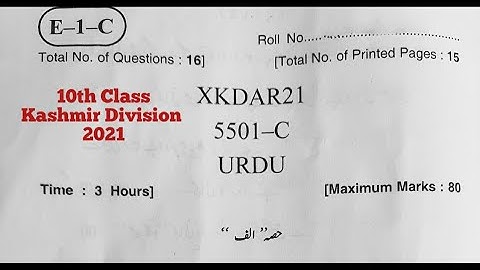 E–1–C
Roll No.....................................
Total No. of Questions : 16]
[Total No. of Printed Pages : 15
10th Class
Kashmir Division
2021
XKDAR21
5501–C
URDU
Time : 3 Hours]
[Maximum Marks : 80
حصہ ’’الف‘‘